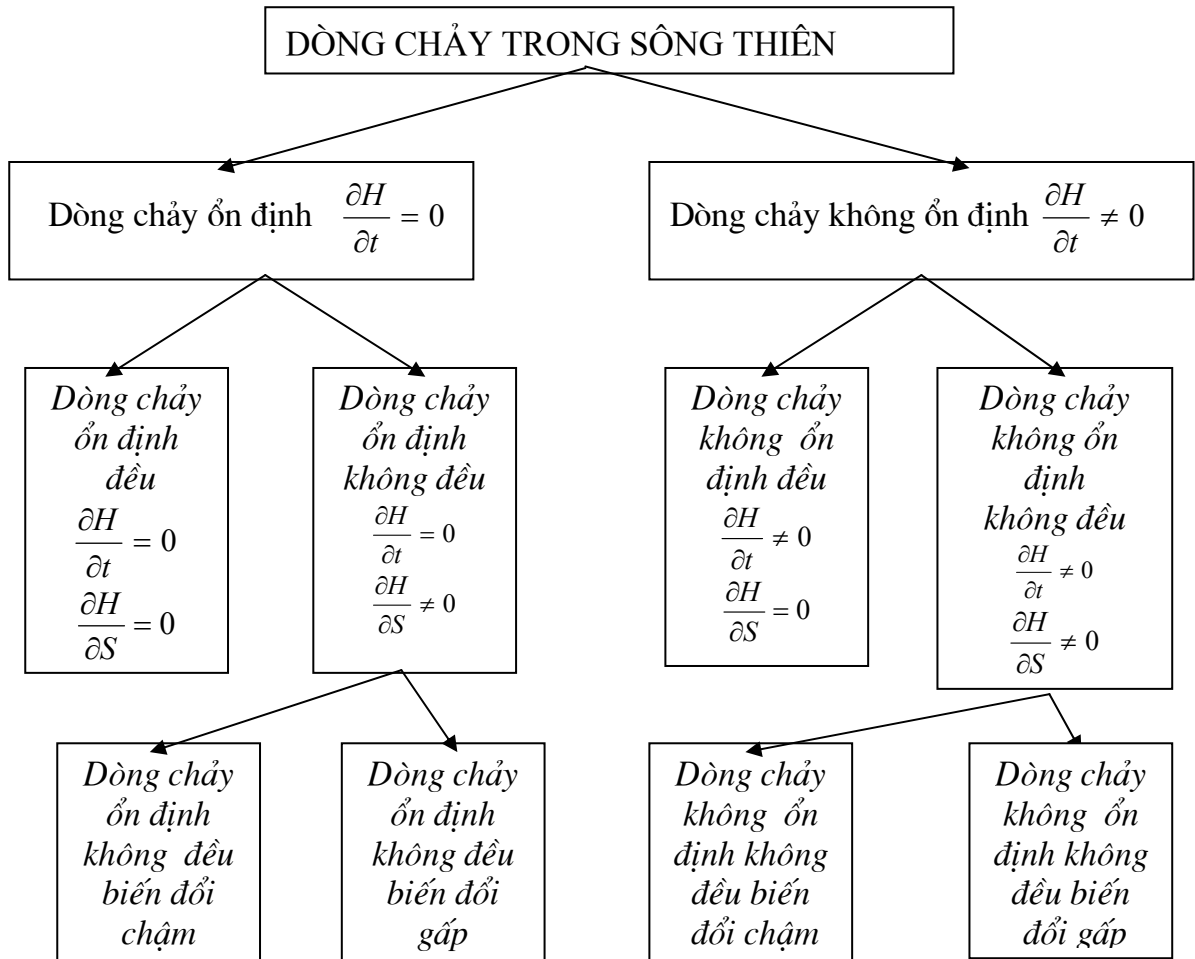 DÒNG CHẢY TRONG SÔNG THIÊN
Dòng chảy ổn định ∂H/∂t = 0
Dòng chảy không ổn định ∂H/∂t ≠ 0
Dòng chảy
ổn định
đều
∂H/∂t = 0
∂H/∂S = 0
Dòng chảy
ổn định
không đều
∂H/∂t = 0
∂H/∂S ≠ 0
Dòng chảy
không ổn
định đều
∂H/∂t ≠ 0
∂H/∂S = 0
Dòng chảy
không ổn
định
không đều
∂H/∂t ≠ 0
∂H/∂S ≠ 0
Dòng chảy
ổn định
không đều
biến đổi
chậm
Dòng chảy
ổn định
không đều
biến đổi
gấp
Dòng chảy
không ổn
định không
đều biến
đổi chậm
Dòng chảy
không ổn
định không
đều biến
đổi gấp